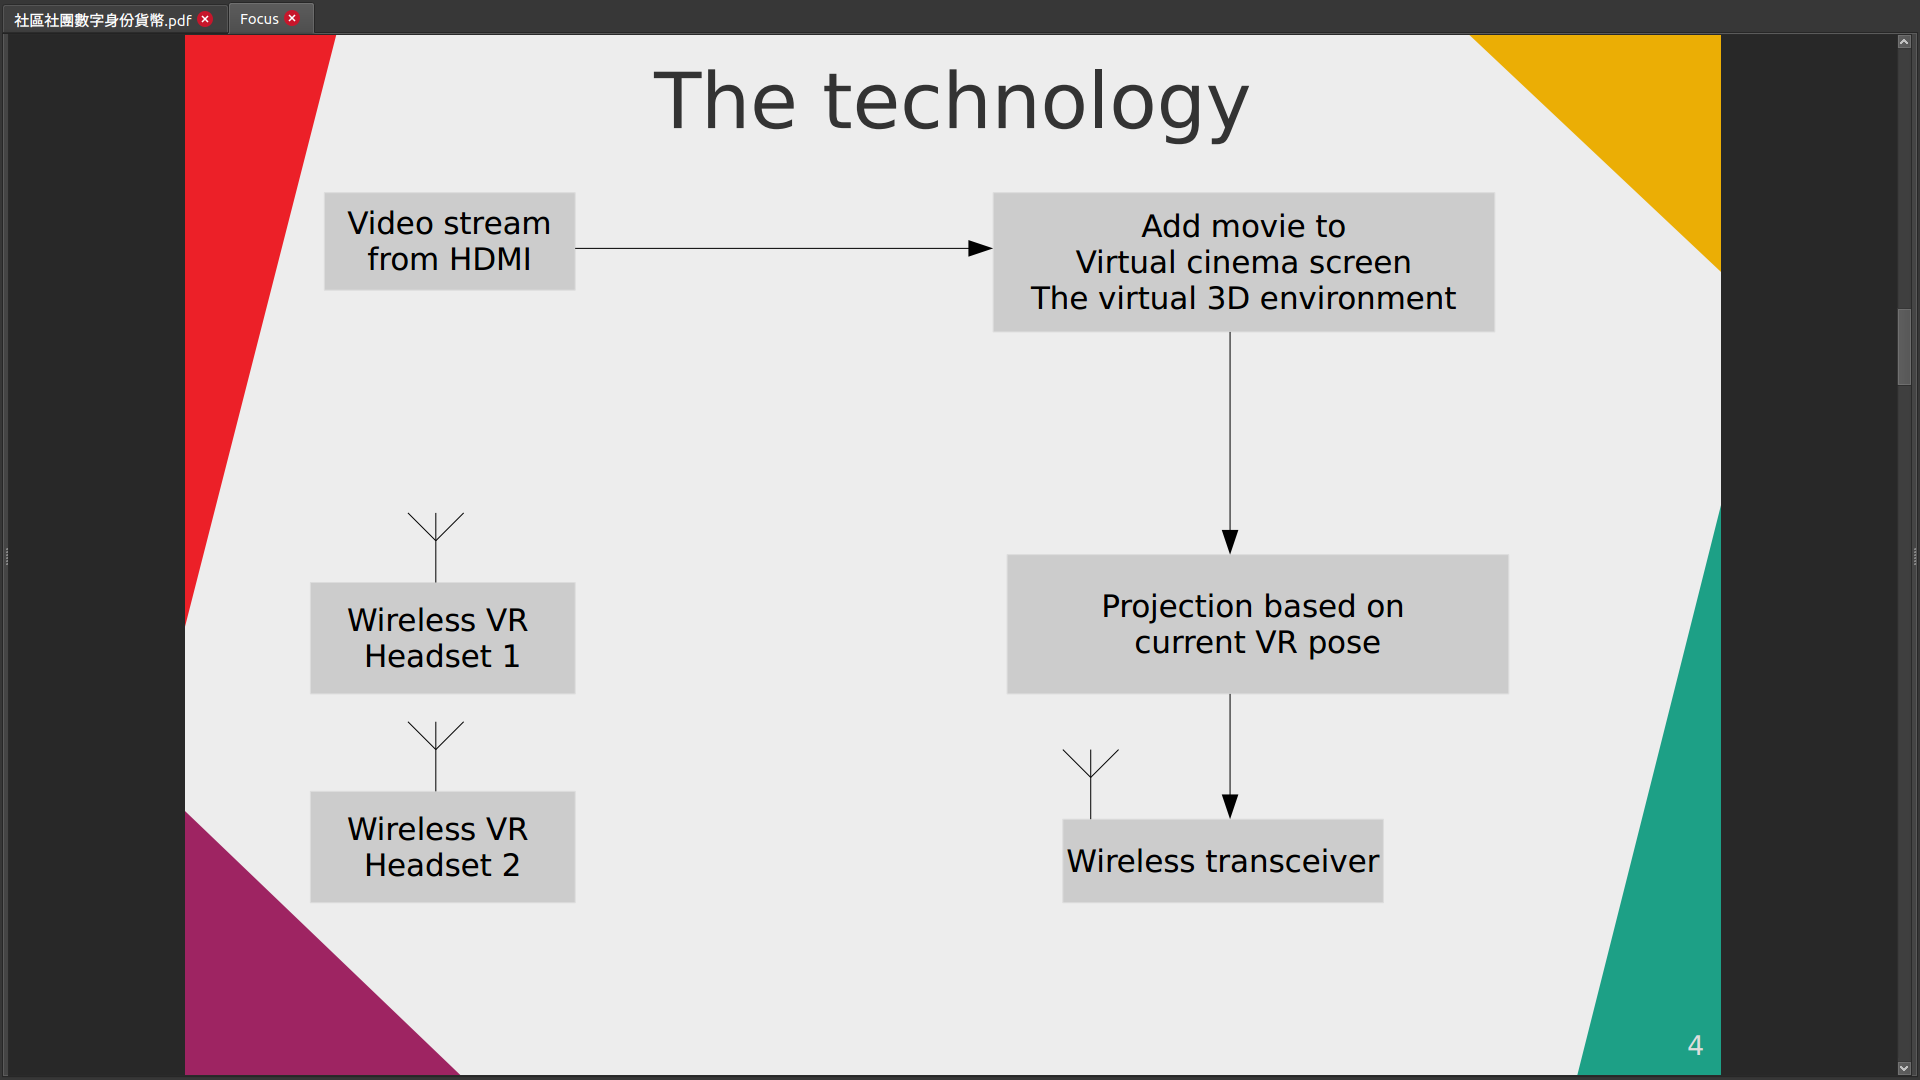 社區社團數字身份貨幣.pdf
Focus
The technology
Video stream
from HDMI
Add movie to
Virtual cinema screen
The virtual 3D environment
Wireless VR
Headset 1
Projection based on
current VR pose
Wireless VR
Headset 2
Wireless transceiver
4